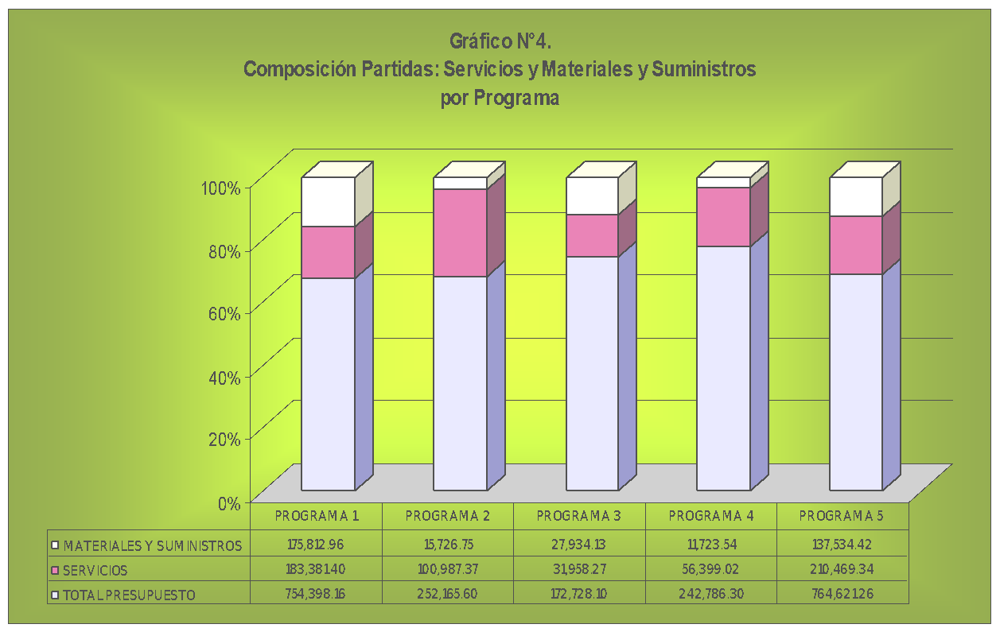 Gráfico N°4.
Composición Partidas: Servicios y Materiales y Suministros
por Programa
100%
80%
60%
40%
20%
0%
PROGRAMA 1 PROGRAMA 2 PROGRAMA 3 PROGRAMA 4 PROGRAMA 5
MATERIALES Y SUMINISTROS 175,812.96 15,726.75 27,934.13 11,723.54 137,534.42
SERVICIOS 183,381.40 100,987.37 31,958.27 56,399.02 210,469.34
TOTAL PRESUPUESTO 754,398.16 252,165.60 172,728.10 242,786.30 764,621.26